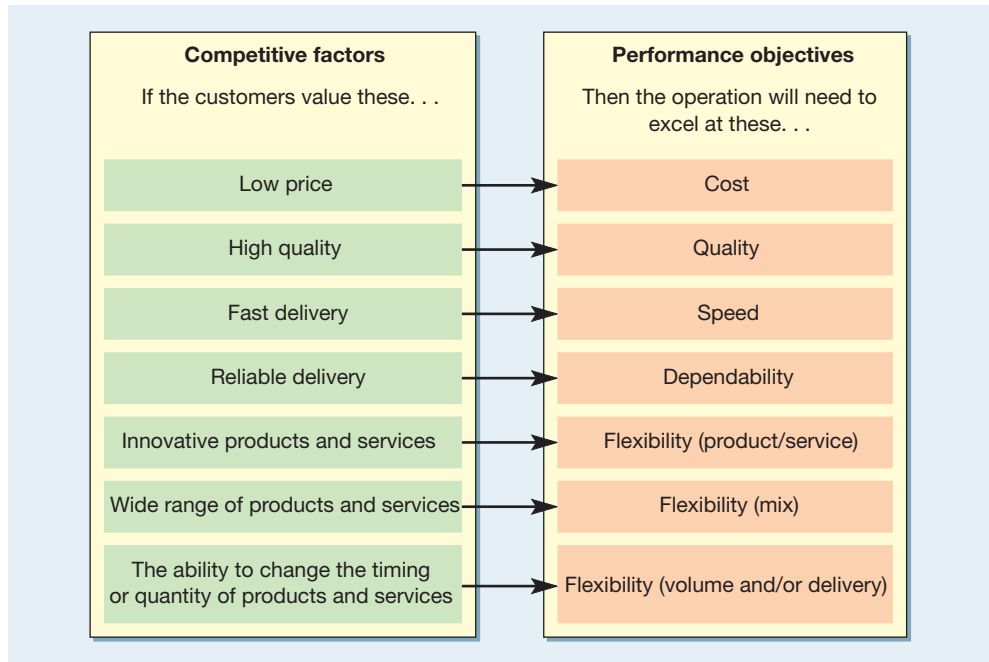 Competitive factors
If the customers value these. . .
Low price
High quality
Fast delivery
Reliable delivery
Innovative products and services
Wide range of products and services
The ability to change the timing
or quantity of products and services
Performance objectives
Then the operation will need to
excel at these. . .
Cost
Quality
Speed
Dependability
Flexibility (product/service)
Flexibility (mix)
Flexibility (volume and/or delivery)